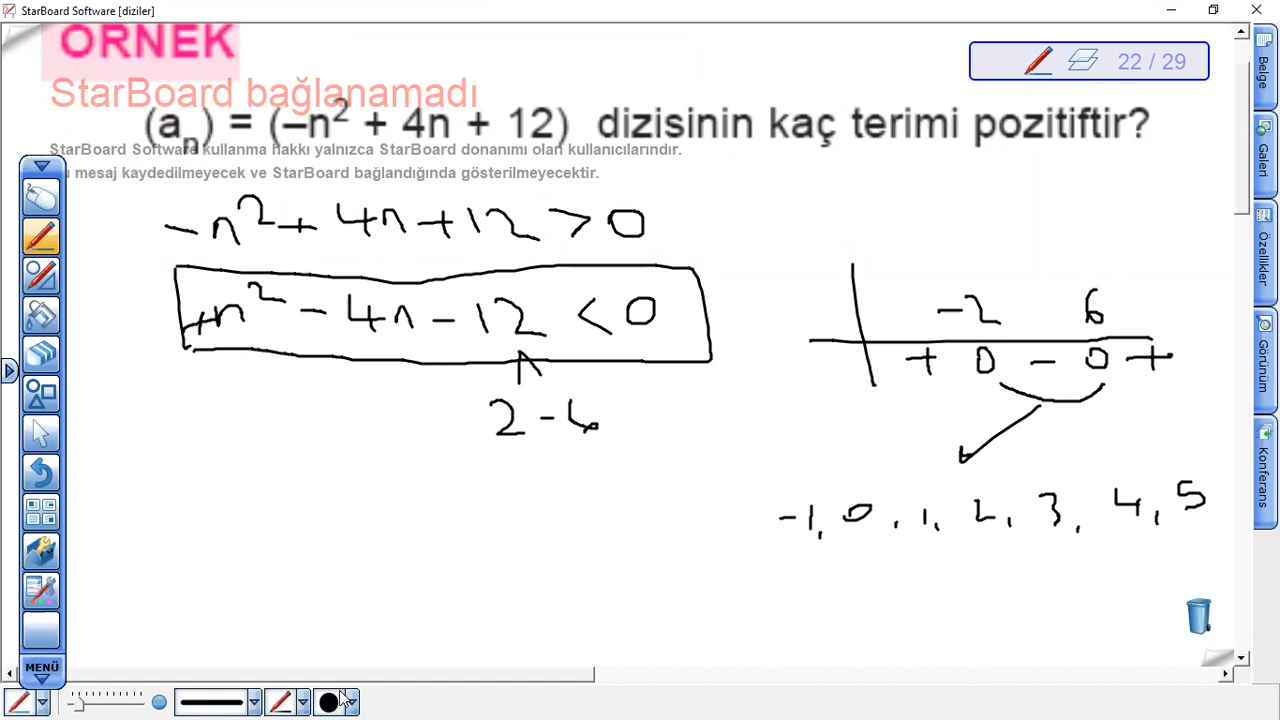 StarBoard Software [diziler]
ÖRNEK
StarBoard bağlanamadı
22 / 29
(aₙ) = (–n² + 4n + 12) dizisinin kaç terimi pozitiftir?
StarBoard Software kullanma hakkı yalnızca StarBoard donanımı olan kullanıcılarındır.
mesaj kaydedilmeyecek ve StarBoard bağlandığında gösterilmeyecektir.
-n² + 4n + 12 > 0
+n² - 4n - 12 < 0
-2 6
+ 0 - 0 +
2 - 6
-1, 0, 1, 2, 3, 4, 5
MENÜ
Belge
Galeri
Özellikler
Görünüm
Konferans